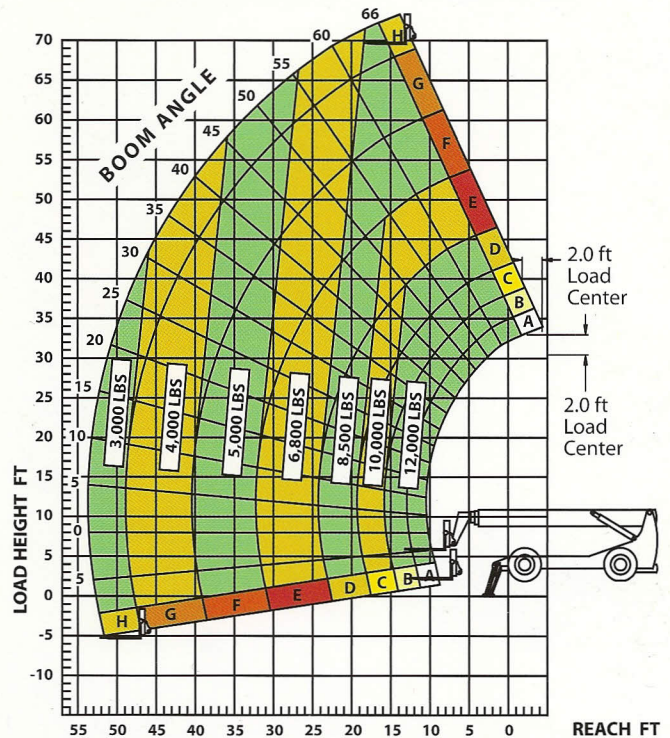 BOOM ANGLE
66
60
55
50
45
40
35
30
25
20
15
10
5
0
5
70
65
60
55
50
45
40
35
30
25
20
15
10
5
0
-5
-10
LOAD HEIGHT FT
H
G
F
E
D
C
B
A
2.0 ft
Load
Center
2.0 ft
Load
Center
3,000 LBS
4,000 LBS
5,000 LBS
6,800 LBS
8,500 LBS
10,000 LBS
12,000 LBS
H G F E D C B A
55 50 45 40 35 30 25 20 15 10 5 0
REACH FT